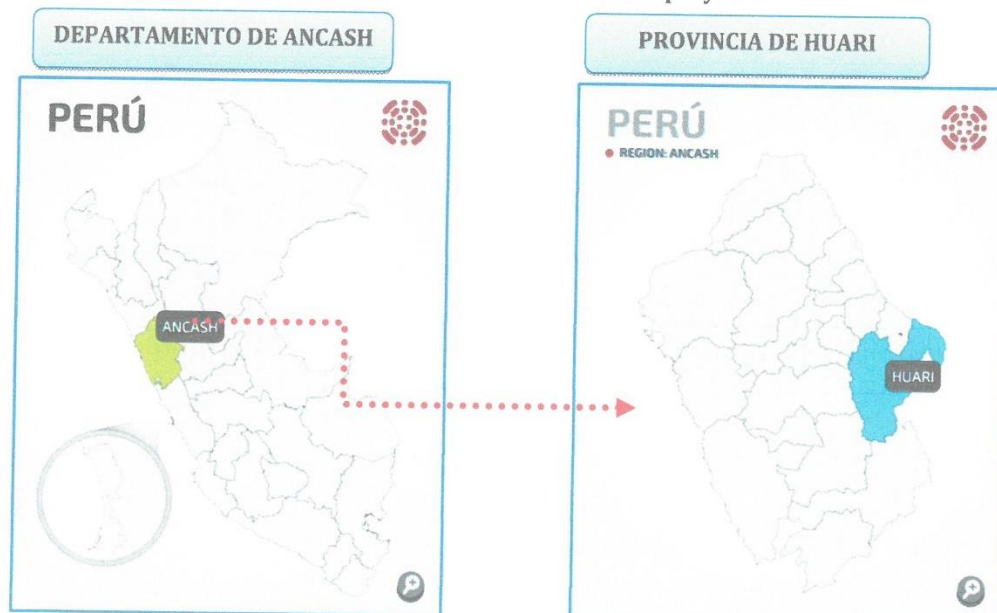 DEPARTAMENTO DE ANCASH
PROVINCIA DE HUARI
PERÚ
ANCASH
PERÚ
REGION: ANCASH
HUARI